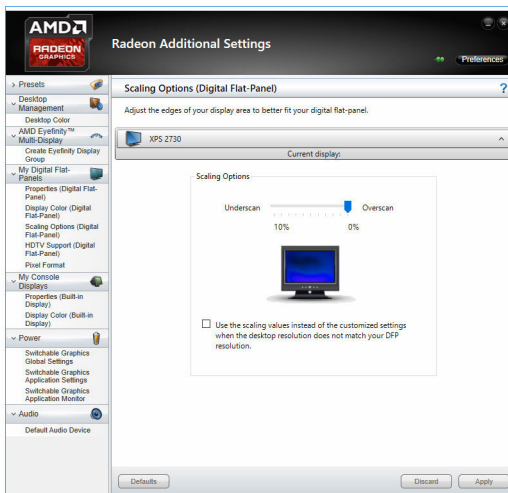 AMD
RADEON
GRAPHICS
Radeon Additional Settings
Preferences
Presets
Desktop
Management
Desktop Color
AMD Eyefinity™
Multi-Display
Create Eyefinity Display
Group
My Digital Flat-
Panels
Properties (Digital Flat-
Panel)
Display Color (Digital
Flat-Panel)
Scaling Options (Digital
Flat-Panel)
HDTV Support (Digital
Flat-Panel)
Pixel Format
My Console
Displays
Properties (Built-in
Display)
Display Color (Built-in
Display)
Power
Switchable Graphics
Global Settings
Switchable Graphics
Application Settings
Switchable Graphics
Application Monitor
Audio
Default Audio Device
Scaling Options (Digital Flat-Panel)
?
Adjust the edges of your display area to better fit your digital flat-panel.
XPS 2730
Current display:
Scaling Options
Underscan Overscan
10% 0%
Use the scaling values instead of the customized settings
when the desktop resolution does not match your DFP
resolution.
Defaults Discard Apply